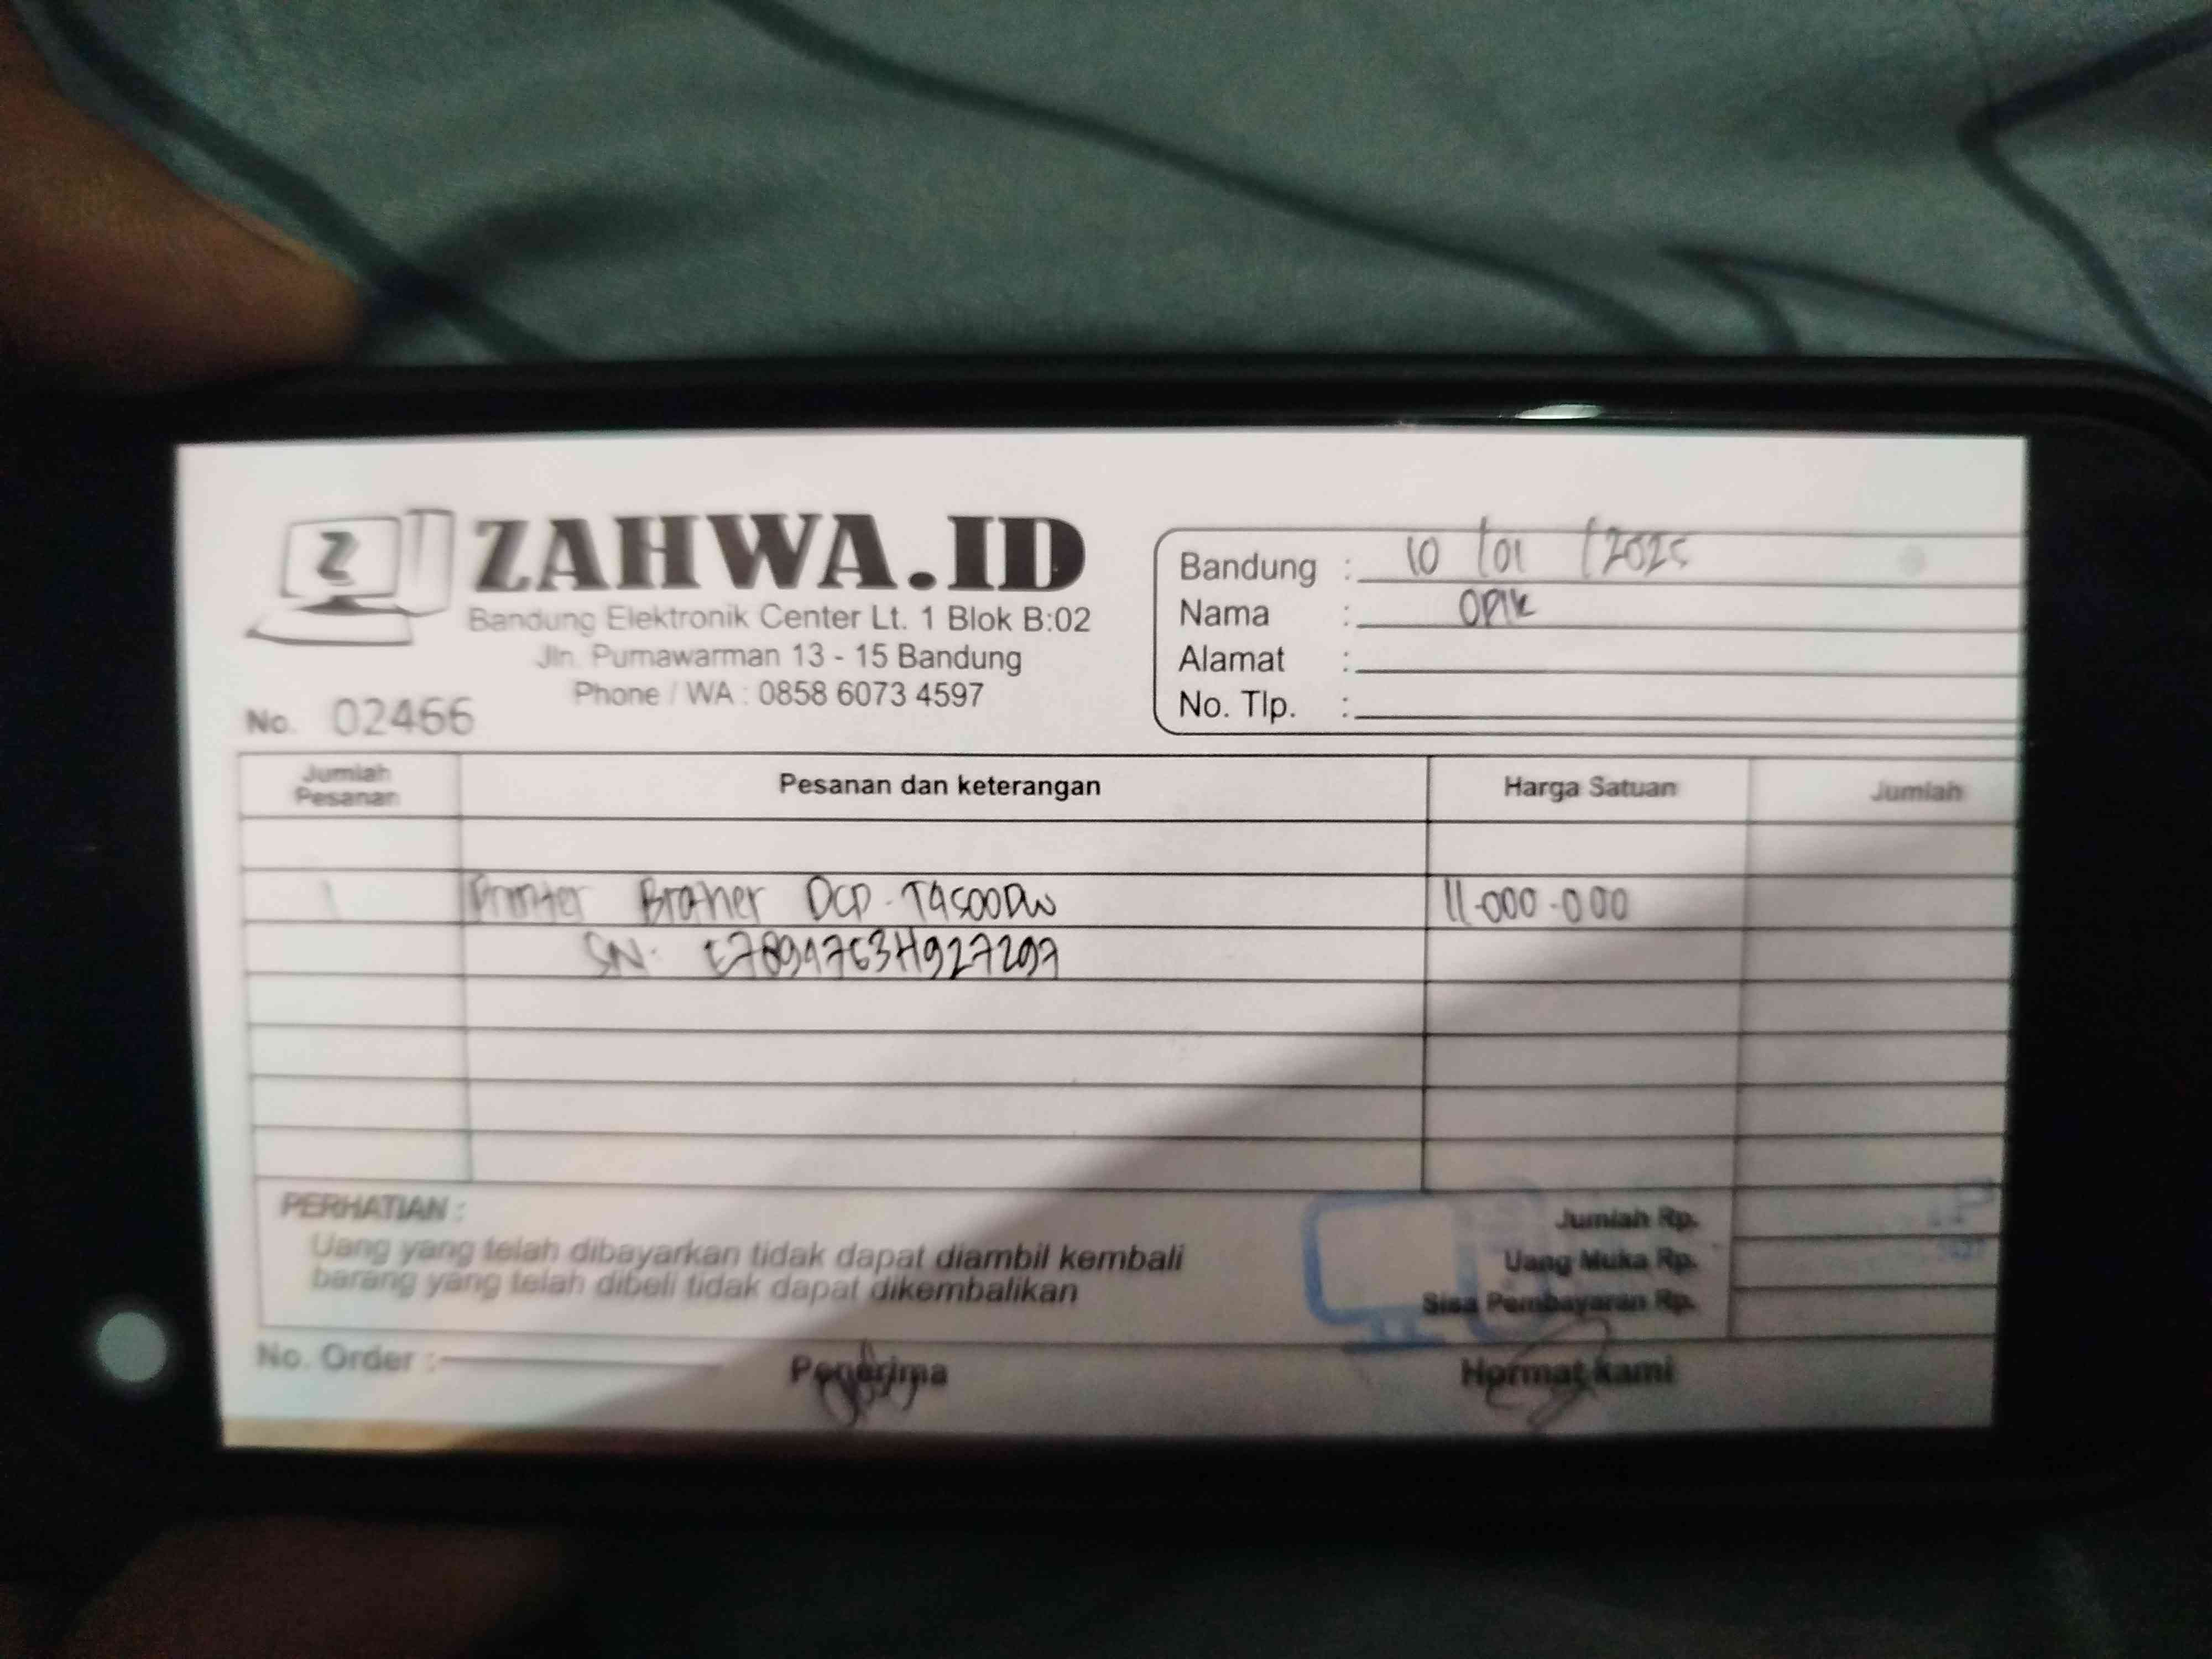 Z
ZAHWA.ID
Bandung Elektronik Center Lt. 1 Blok B:02
Jln. Purnawarman 13 - 15 Bandung
Phone / WA : 0858 6073 4597
No. 02466
Bandung : 10 / 01 / 2025
Nama : OPIK
Alamat :
No. Tlp. :
Jumlah Pesanan Pesanan dan keterangan Harga Satuan Jumlah
1 Printer Brother DCP-T4500DW 11.000.000
SN. E78947G3H927297
PERHATIAN :
Uang yang telah dibayarkan tidak dapat diambil kembali
barang yang telah dibeli tidak dapat dikembalikan
Jumlah Rp.
Uang Muka Rp.
Sisa Pembayaran Rp.
No. Order :
Penerima
Hormat kami